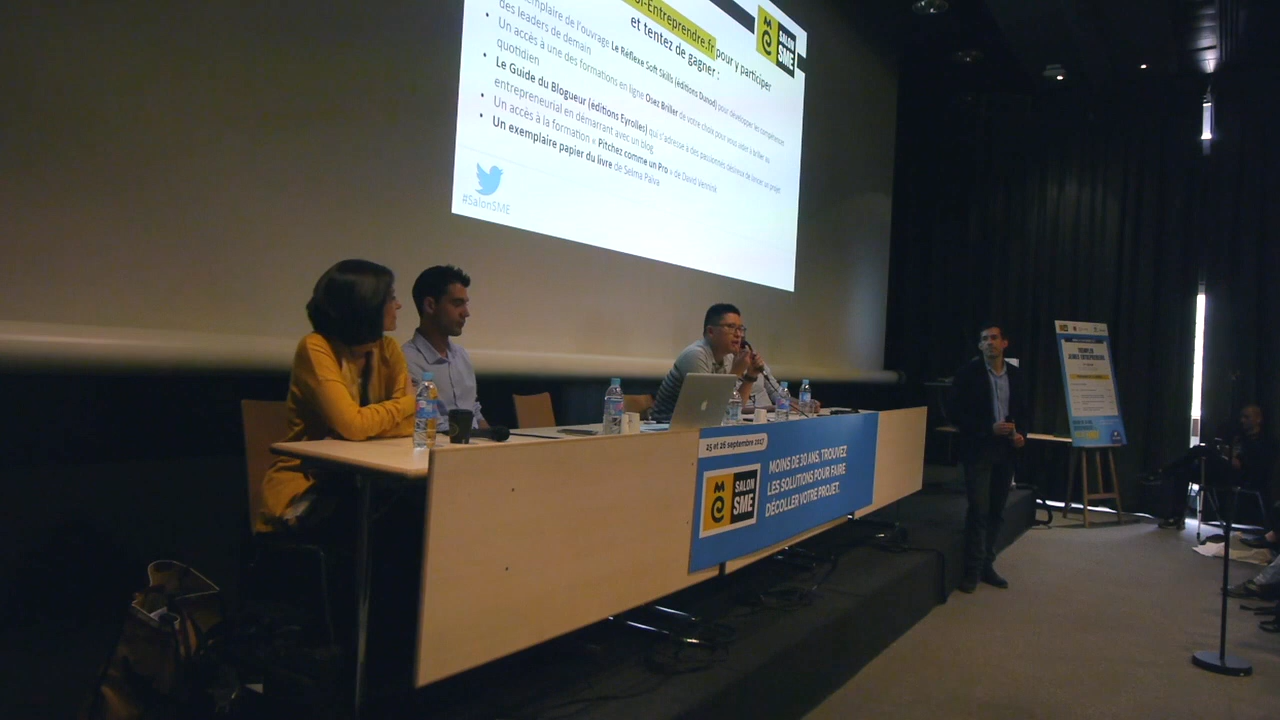 oi-Entreprendre.fr pour y participer
et tentez de gagner :
exemplaire de l'ouvrage Le Réflexe Soft Skills (éditions Dunod) pour développer les compétences
des leaders de demain
Un accès à une des formations en ligne Osez Briller de votre choix pour vous aider à briller au
quotidien
Le Guide du Blogueur (éditions Eyrolles) qui s'adresse à des passionnés désireux de lancer un projet
entrepreneurial en démarrant avec un blog
Un accès à la formation « Pitchez comme un Pro » de David
Un exemplaire papier du livre de Selma Païva
#SalonSME
SALON
SME
25 et 26 septembre 2017
SALON
SME
MOINS DE 30 ANS, TROUVEZ
LES SOLUTIONS POUR FAIRE
DÉCOLLER VOTRE PROJET.